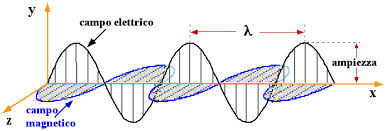 y
campo elettrico
λ
ampiezza
x
z
campo
magnetico